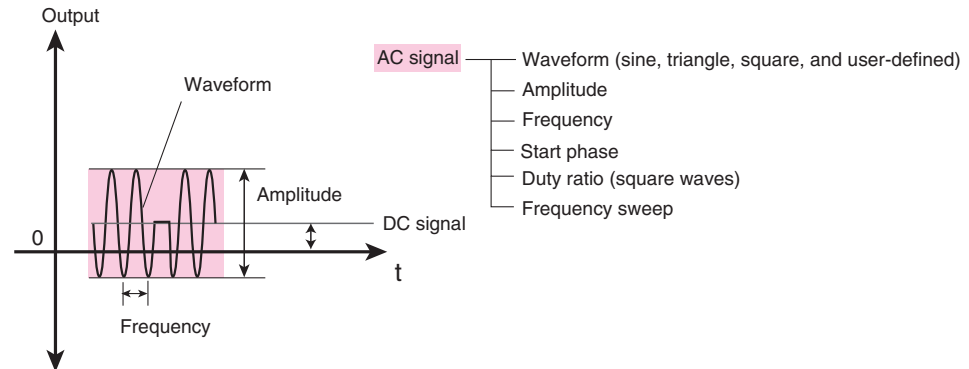 Output
AC signal
Waveform (sine, triangle, square, and user-defined)
Amplitude
Frequency
Start phase
Duty ratio (square waves)
Frequency sweep
Waveform
Amplitude
DC signal
0
t
Frequency